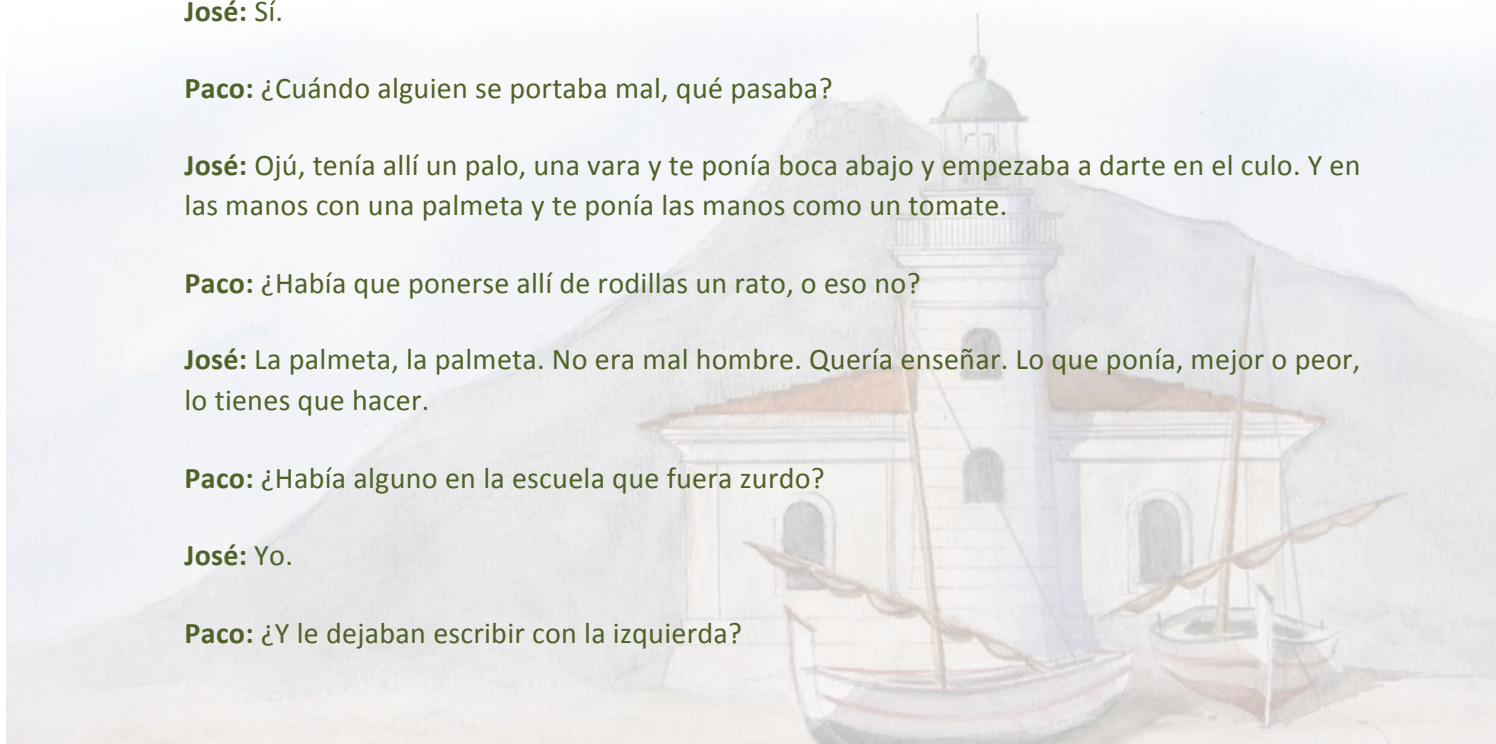 José: Sí.
Paco: ¿Cuándo alguien se portaba mal, qué pasaba?
José: Ojú, tenía allí un palo, una vara y te ponía boca abajo y empezaba a darte en el culo. Y en
las manos con una palmeta y te ponía las manos como un tomate.
Paco: ¿Había que ponerse allí de rodillas un rato, o eso no?
José: La palmeta, la palmeta. No era mal hombre. Quería enseñar. Lo que ponía, mejor o peor,
lo tienes que hacer.
Paco: ¿Había alguno en la escuela que fuera zurdo?
José: Yo.
Paco: ¿Y le dejaban escribir con la izquierda?